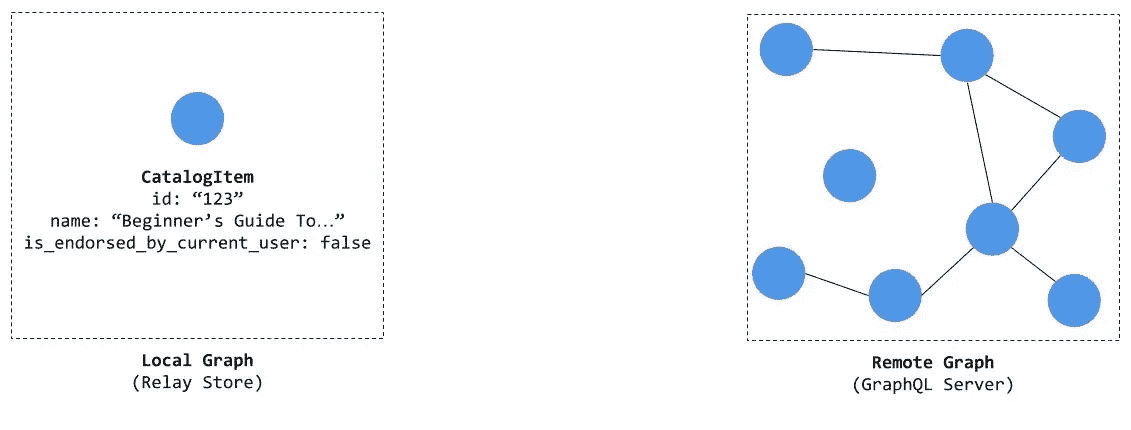 CatalogItem
id: “123”
name: “Beginner’s Guide To…”
is_endorsed_by_current_user: false
Local Graph
(Relay Store)
Remote Graph
(GraphQL Server)